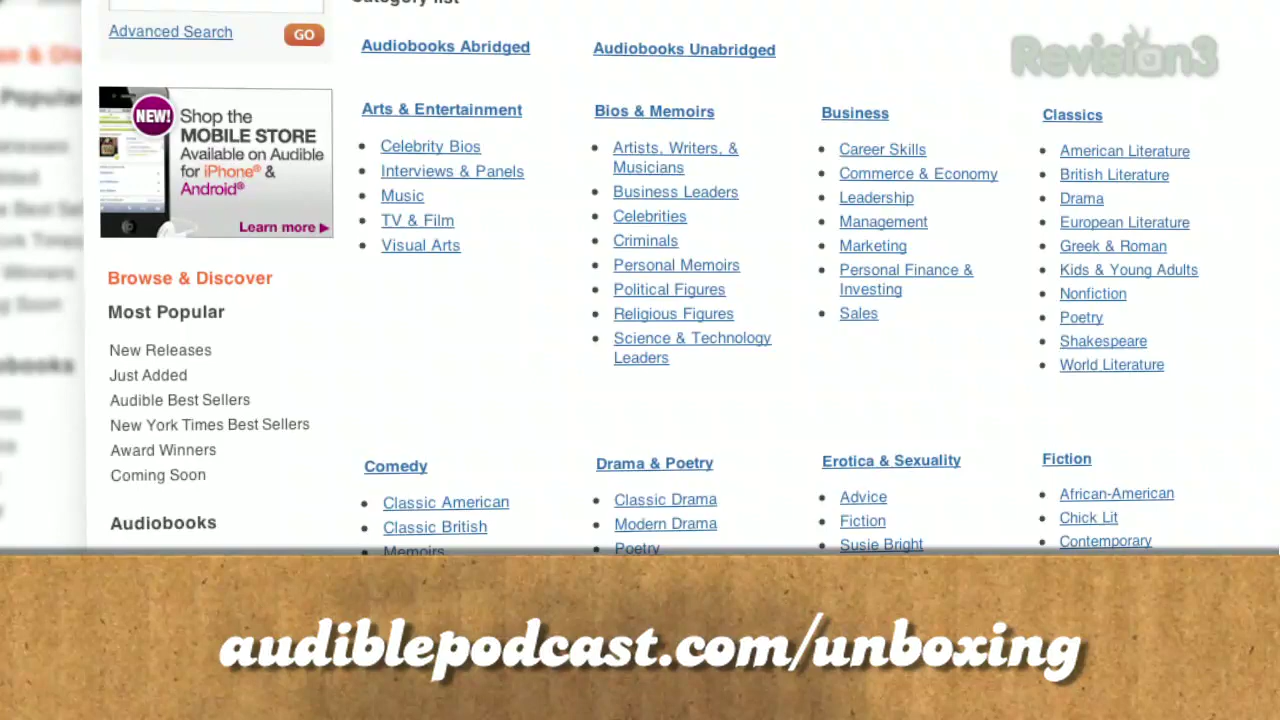 Category list
Advanced Search
GO
Audiobooks Abridged
Audiobooks Unabridged
Revision3
NEW!
Shop the
MOBILE STORE
Available on Audible
for iPhone® &
Android®
Learn more ▶
Browse & Discover
Most Popular
New Releases
Just Added
Audible Best Sellers
New York Times Best Sellers
Award Winners
Coming Soon
Audiobooks
Arts & Entertainment
Celebrity Bios
Interviews & Panels
Music
TV & Film
Visual Arts
Bios & Memoirs
Artists, Writers, &
Musicians
Business Leaders
Celebrities
Criminals
Personal Memoirs
Political Figures
Religious Figures
Science & Technology
Leaders
Business
Career Skills
Commerce & Economy
Leadership
Management
Marketing
Personal Finance &
Investing
Sales
Classics
American Literature
British Literature
Drama
European Literature
Greek & Roman
Kids & Young Adults
Nonfiction
Poetry
Shakespeare
World Literature
Comedy
Classic American
Classic British
Memoirs
Drama & Poetry
Classic Drama
Modern Drama
Poetry
Erotica & Sexuality
Advice
Fiction
Susie Bright
Fiction
African-American
Chick Lit
Contemporary
audiblepodcast.com/unboxing